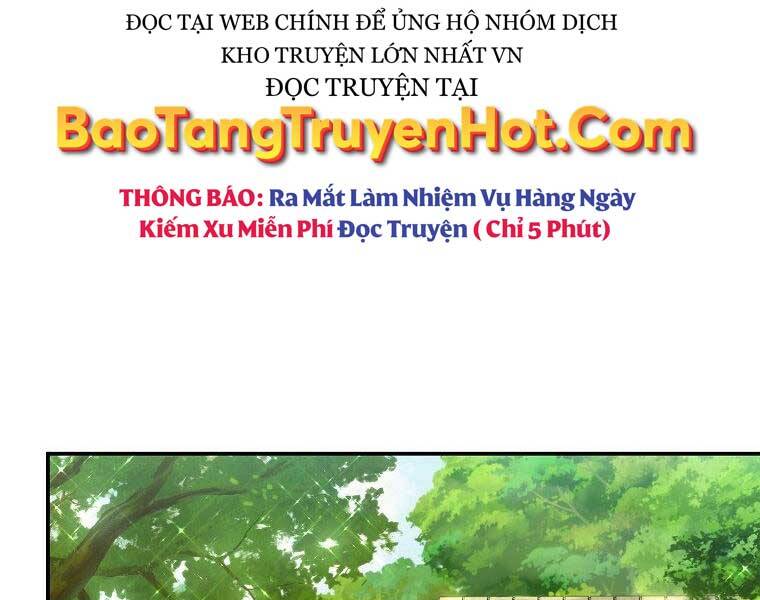 ĐỌC TẠI WEB CHÍNH ĐỂ ỦNG HỘ NHÓM DỊCH
KHO TRUYỆN LỚN NHẤT VN
ĐỌC TRUYỆN TẠI
BaoTangTruyenHot.Com
THÔNG BÁO: Ra Mắt Làm Nhiệm Vụ Hàng Ngày
Kiếm Xu Miễn Phí Đọc Truyện ( Chỉ 5 Phút)